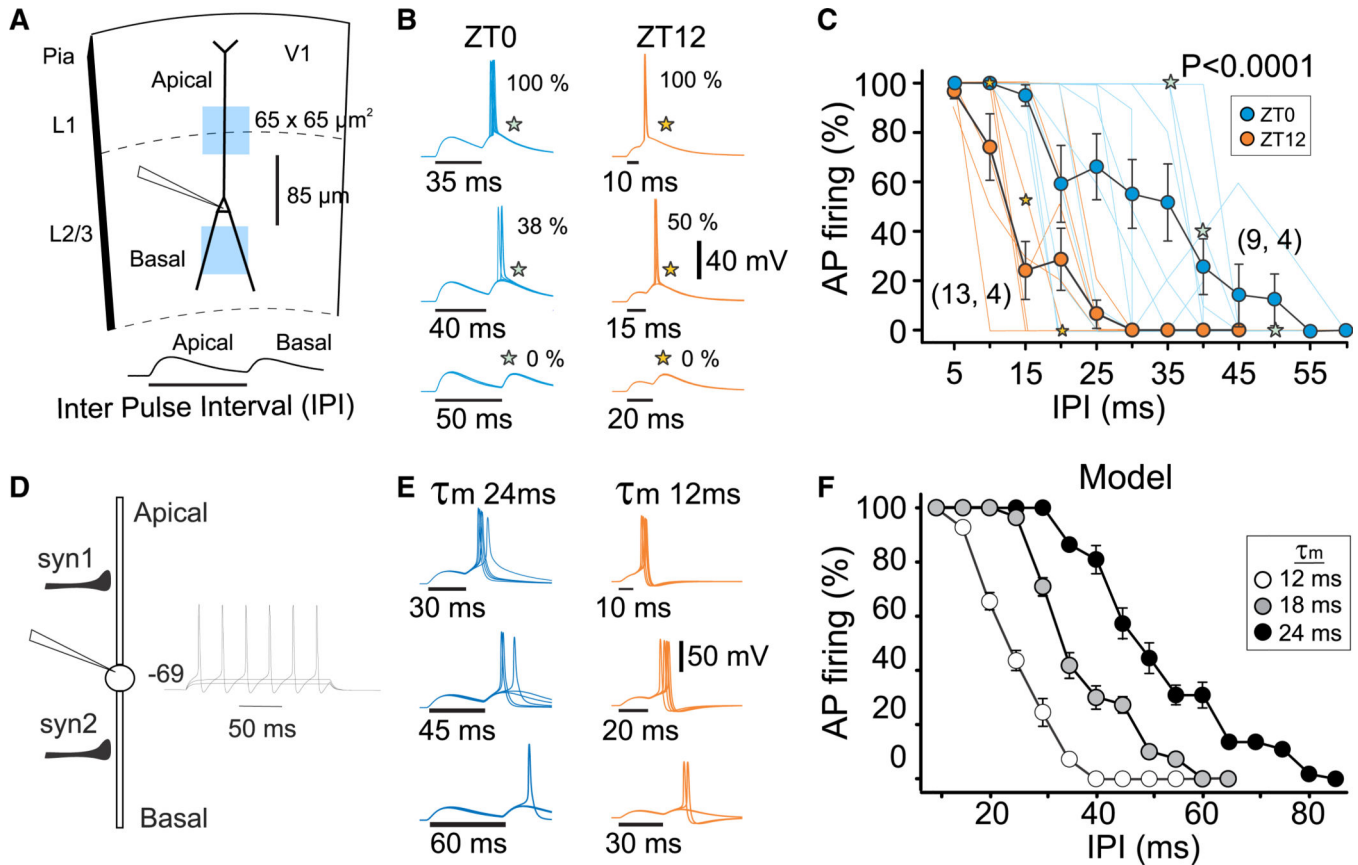 A
Pia
V1
Apical
L1
65 x 65 µm²
85 µm
L2/3
Basal
Apical
Basal
Inter Pulse Interval (IPI)
B
ZT0
ZT12
100 %
100 %
35 ms
10 ms
38 %
50 %
40 mV
40 ms
15 ms
0 %
0 %
50 ms
20 ms
C
P<0.0001
ZT0
ZT12
AP firing (%)
100
80
60
40
20
0
(13, 4)
(9, 4)
5 15 25 35 45 55
IPI (ms)
D
Apical
syn1
-69
50 ms
syn2
Basal
E
τm 24ms
τm 12ms
30 ms
10 ms
50 mV
45 ms
20 ms
60 ms
30 ms
F
Model
AP firing (%)
100
80
60
40
20
0
τm
12 ms
18 ms
24 ms
20 40 60 80
IPI (ms)